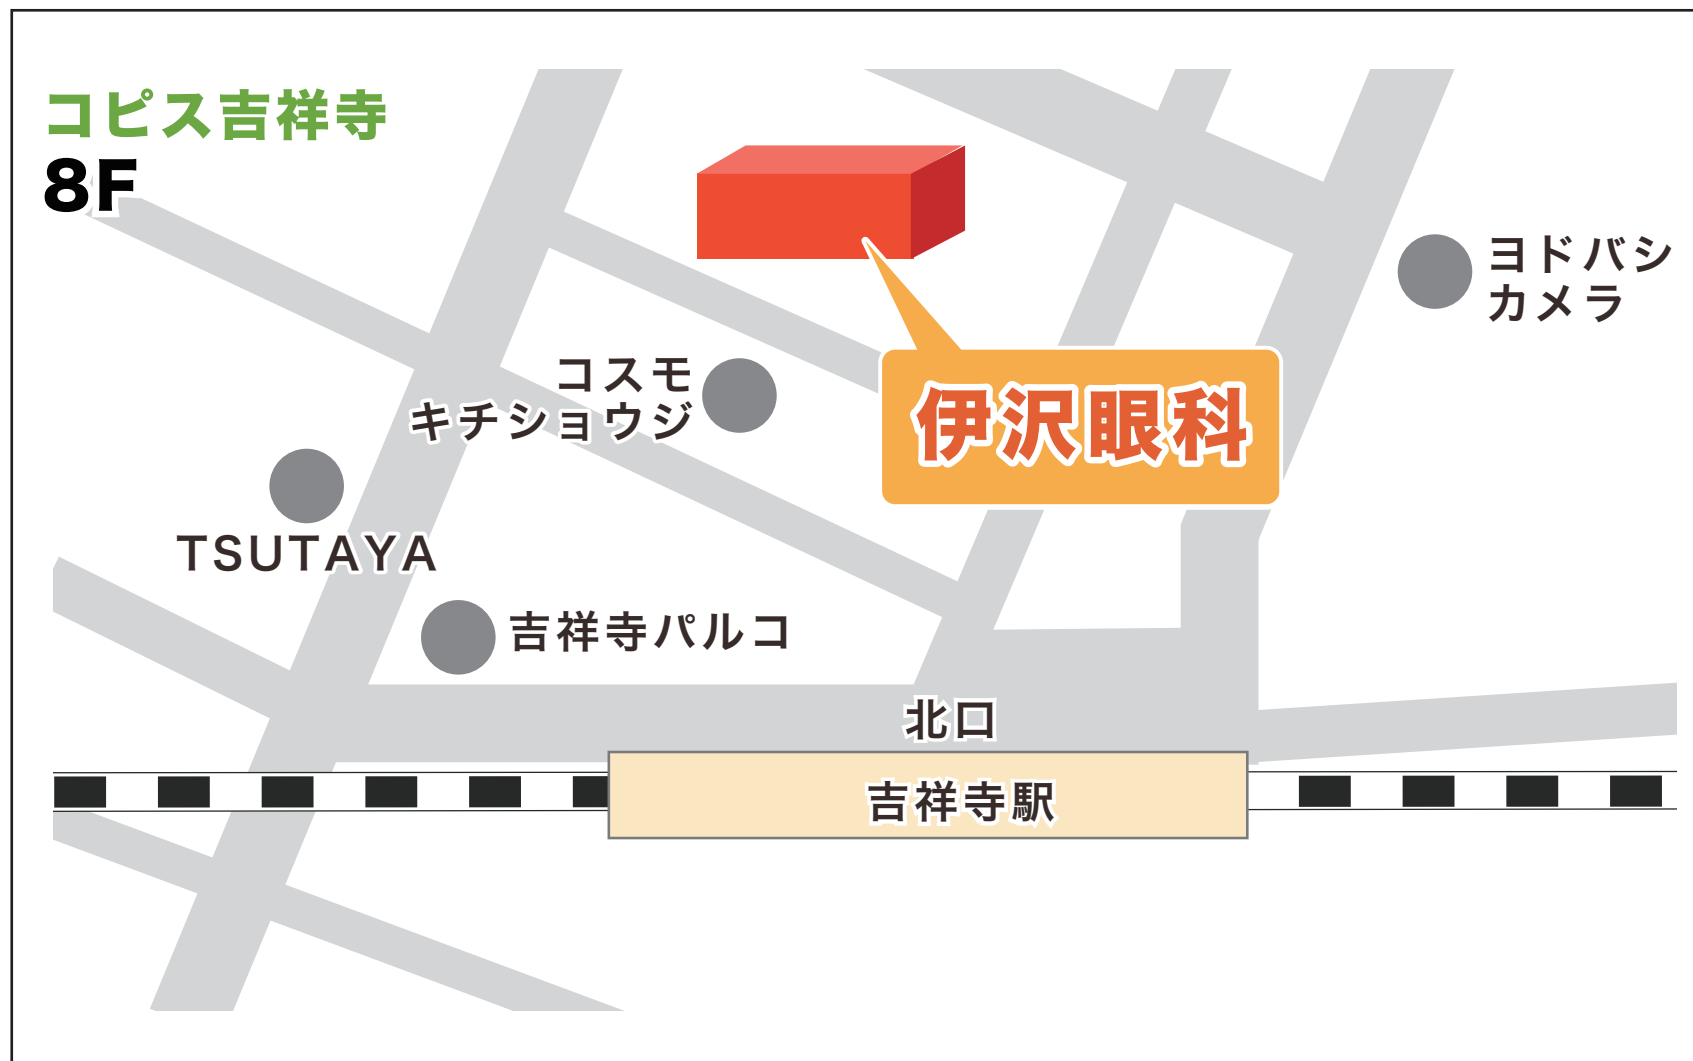 コピス吉祥寺
8F
ヨドバシ
カメラ
コスモ
キチショウジ
伊沢眼科
TSUTAYA
吉祥寺パルコ
北口
吉祥寺駅